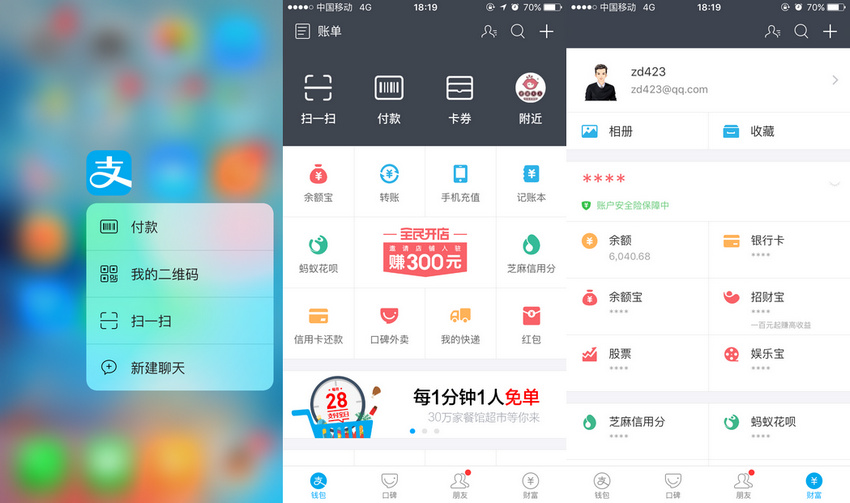 支
付款
我的二维码
扫一扫
新建聊天
中国移动 4G 18:19 70%
账单
扫一扫 付款 卡券 附近
余额宝 转账 手机充值 记账本
蚂蚁花呗
全民开店
邀请店铺入驻
赚300元
芝麻信用分
信用卡还款 口碑外卖 我的快递 红包
28
支付宝日
每1分钟1人免单
30万家餐馆超市等你来
钱包 口碑 朋友 财富
中国移动 4G 18:19 70%
zd423
zd423@qq.com
相册 收藏
****
账户安全险保障中
余额 银行卡
6,040.68 ****
余额宝 招财宝
**** ****
一百元起赚高收益
股票 娱乐宝
**** ****
芝麻信用分 蚂蚁花呗
**** ****
钱包 口碑 朋友 财富